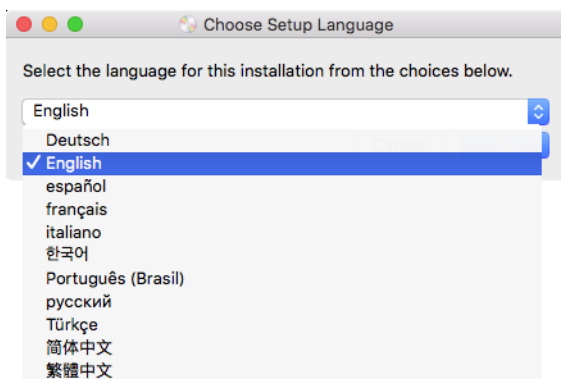 Choose Setup Language
Select the language for this installation from the choices below.
English
Deutsch
✓ English
español
français
italiano
한국어
Português (Brasil)
русский
Türkçe
简体中文
繁體中文